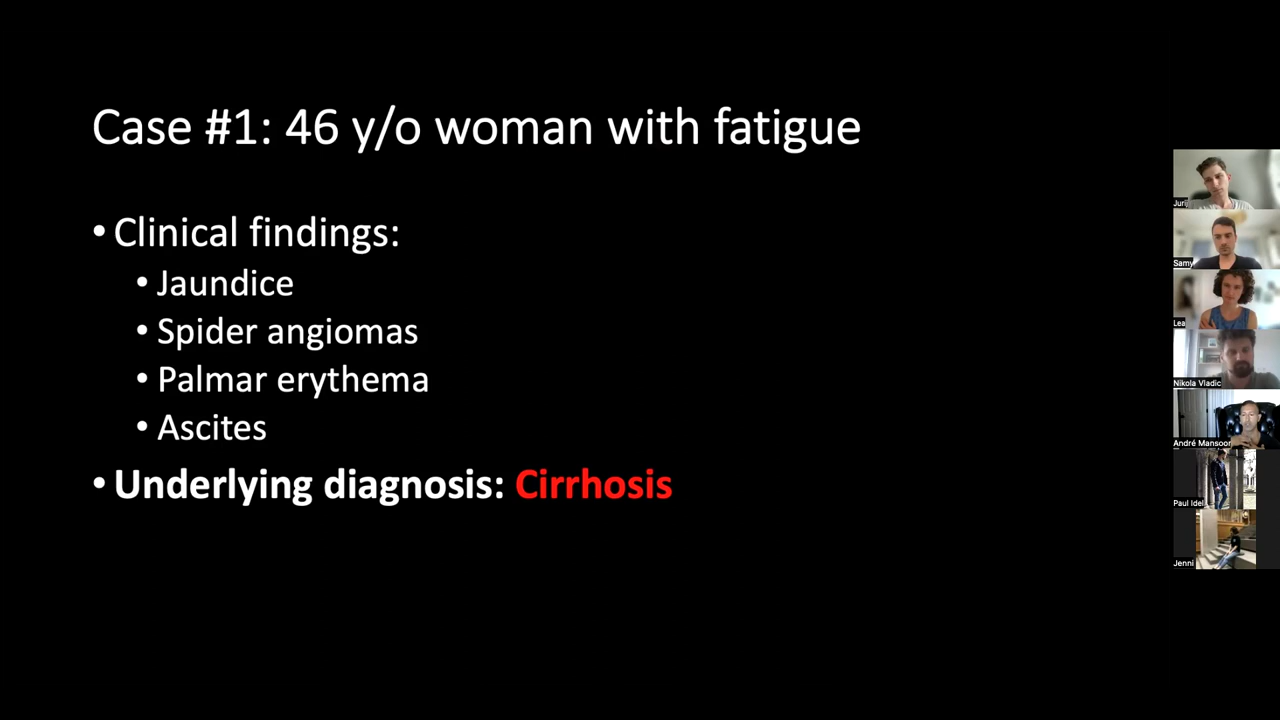 Case #1: 46 y/o woman with fatigue
• Clinical findings:
• Jaundice
• Spider angiomas
• Palmar erythema
• Ascites
• Underlying diagnosis: Cirrhosis
Jurij
Samy
Lea
Nikola Vladic
André Mansoor
Paul Idel
Jenni